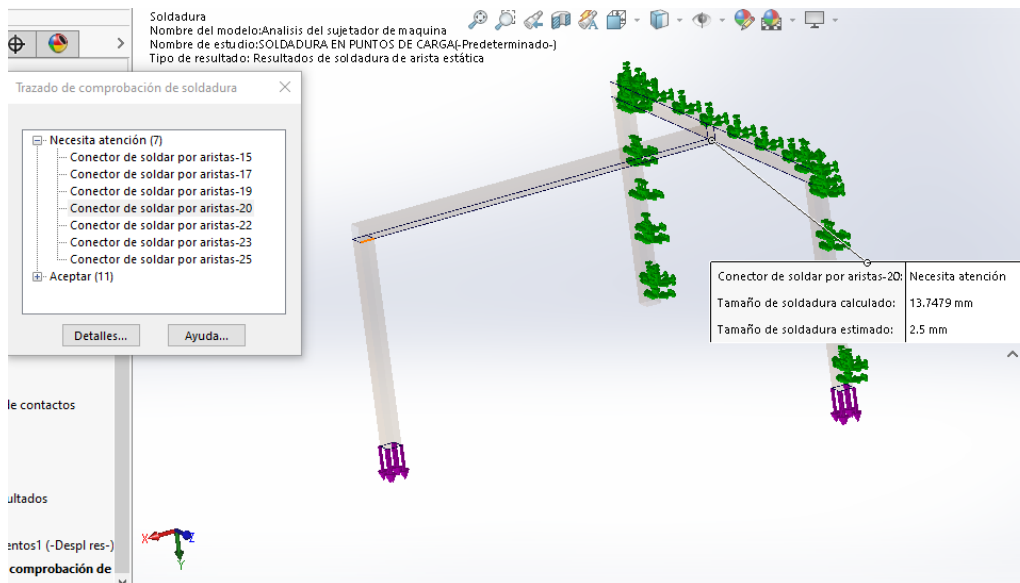 Soldadura
Nombre del modelo:Analisis del sujetador de maquina
Nombre de estudio:SOLDADURA EN PUNTOS DE CARGA(-Predeterminado-)
Tipo de resultado: Resultados de soldadura de arista estática
Trazado de comprobación de soldadura
Necesita atención (7)
Conector de soldar por aristas-15
Conector de soldar por aristas-17
Conector de soldar por aristas-19
Conector de soldar por aristas-20
Conector de soldar por aristas-22
Conector de soldar por aristas-23
Conector de soldar por aristas-25
Aceptar (11)
Detalles...
Ayuda...
Conector de soldar por aristas-20: Necesita atención
Tamaño de soldadura calculado: 13.7479 mm
Tamaño de soldadura estimado: 2.5 mm
de contactos
ultados
entos1 (-Despl res-)
comprobación de
X
Z
Y